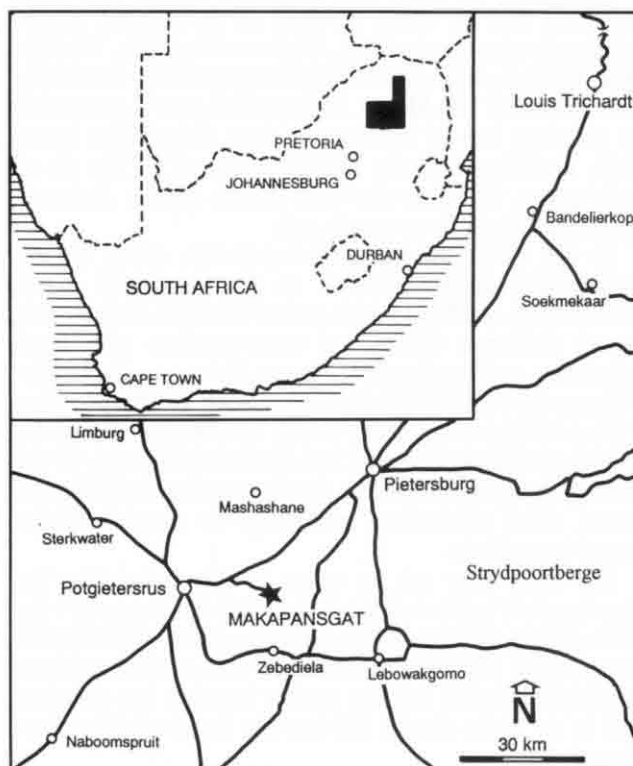 Louis Trichardt
PRETORIA
JOHANNESBURG
Bandelierkop
DURBAN
Soekmekaar
SOUTH AFRICA
CAPE TOWN
Limburg
Pietersburg
Mashashane
Sterkwater
Strydpoortberge
Potgietersrus
MAKAPANSGAT
Zebediela
Lebowakgomo
N
Naboomspruit
30 km